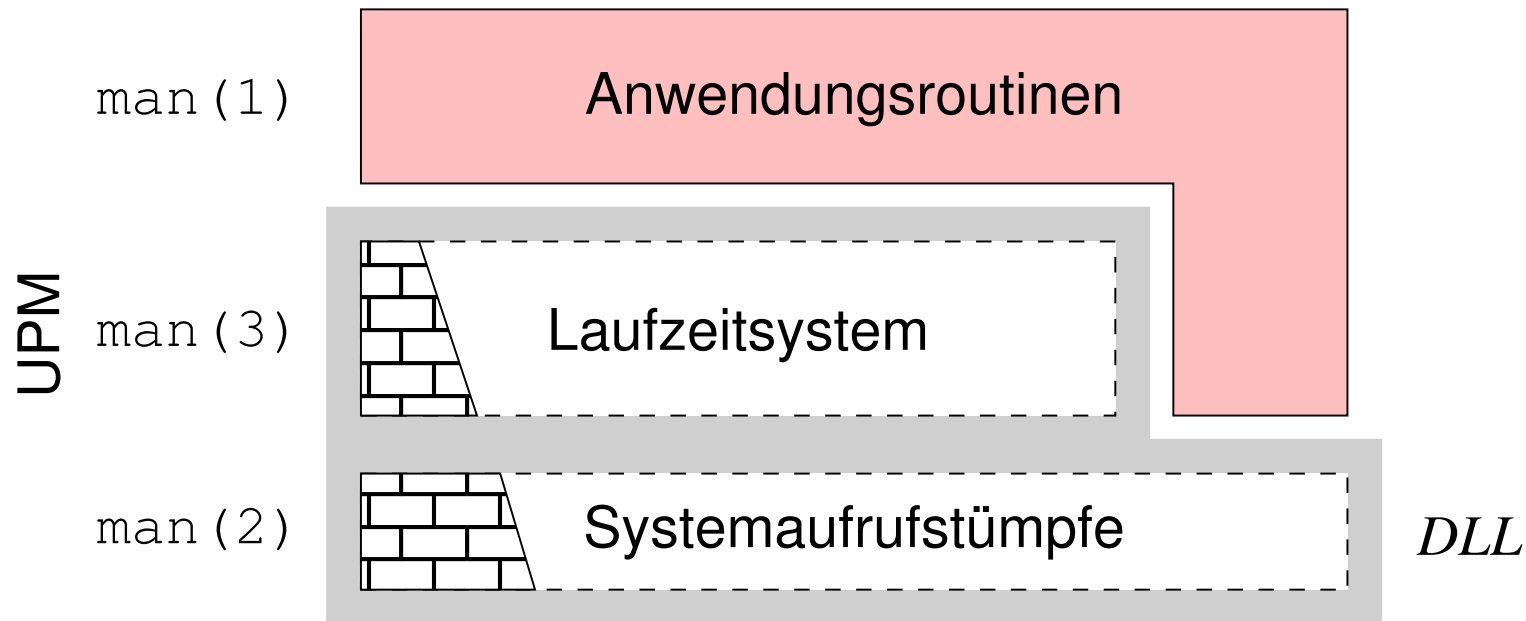 man(1)
Anwendungsroutinen
UPM
man(3)
Laufzeitsystem
man(2)
Systemaufrufstümpfe
DLL